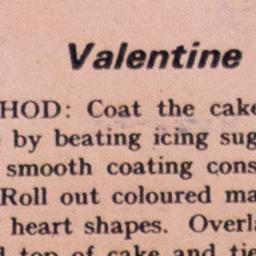 Valentine
HOD: Coat the cake
by beating icing sug
smooth coating cons
Roll out coloured ma
heart shapes. Overla
top of cake and tie